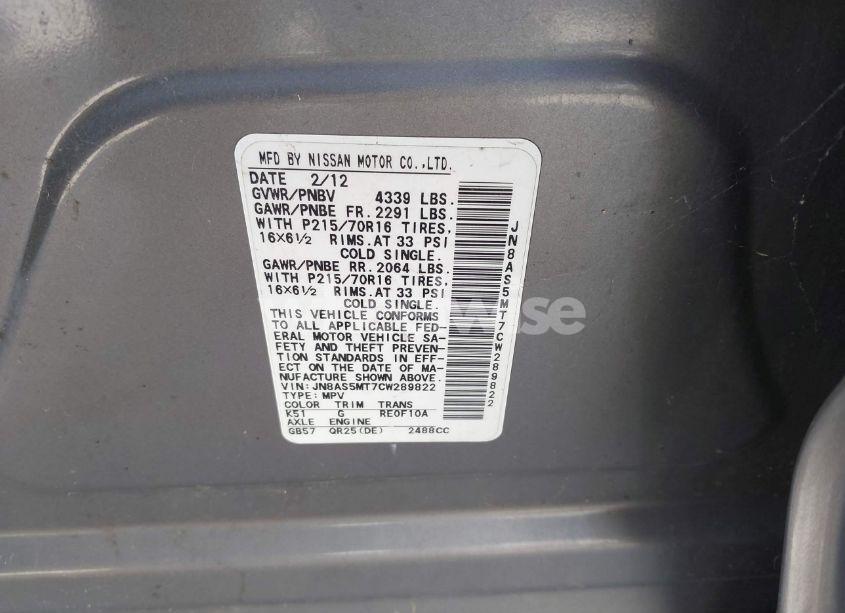 MFD BY NISSAN MOTOR CO.,LTD.
DATE 2/12
GVWR/PNBV 4339 LBS.
GAWR/PNBE FR. 2291 LBS.
WITH P215/70R16 TIRES,
16X6½ RIMS. AT 33 PSI
COLD SINGLE.
GAWR/PNBE RR. 2064 LBS.
WITH P215/70R16 TIRES,
16X6½ RIMS. AT 33 PSI
COLD SINGLE.
THIS VEHICLE CONFORMS
TO ALL APPLICABLE FED-
ERAL MOTOR VEHICLE SA-
FETY AND THEFT PREVEN-
TION STANDARDS IN EFF-
ECT ON THE DATE OF MA-
NUFACTURE SHOWN ABOVE.
VIN: JN8AS5MT7CW289822
TYPE: MPV
COLOR TRIM TRANS
K51 G RE0F10A
AXLE ENGINE
GB57 QR25(DE) 2488CC
JN8AS5MT7CW289822